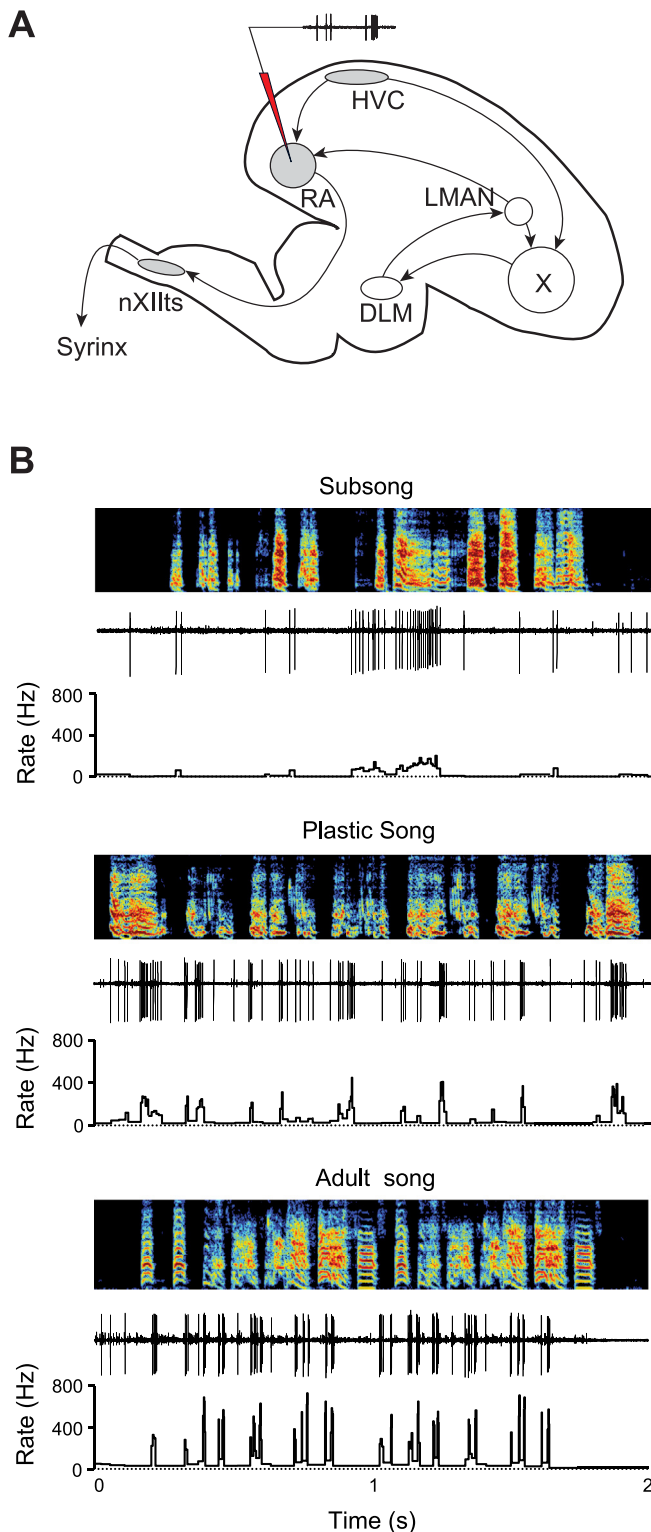 A
HVC
RA
LMAN
X
DLM
nXIIts
Syrinx
B
Subsong
800
400
0
Rate (Hz)
Plastic Song
800
400
0
Rate (Hz)
Adult song
800
400
0
Rate (Hz)
0 1 2
Time (s)